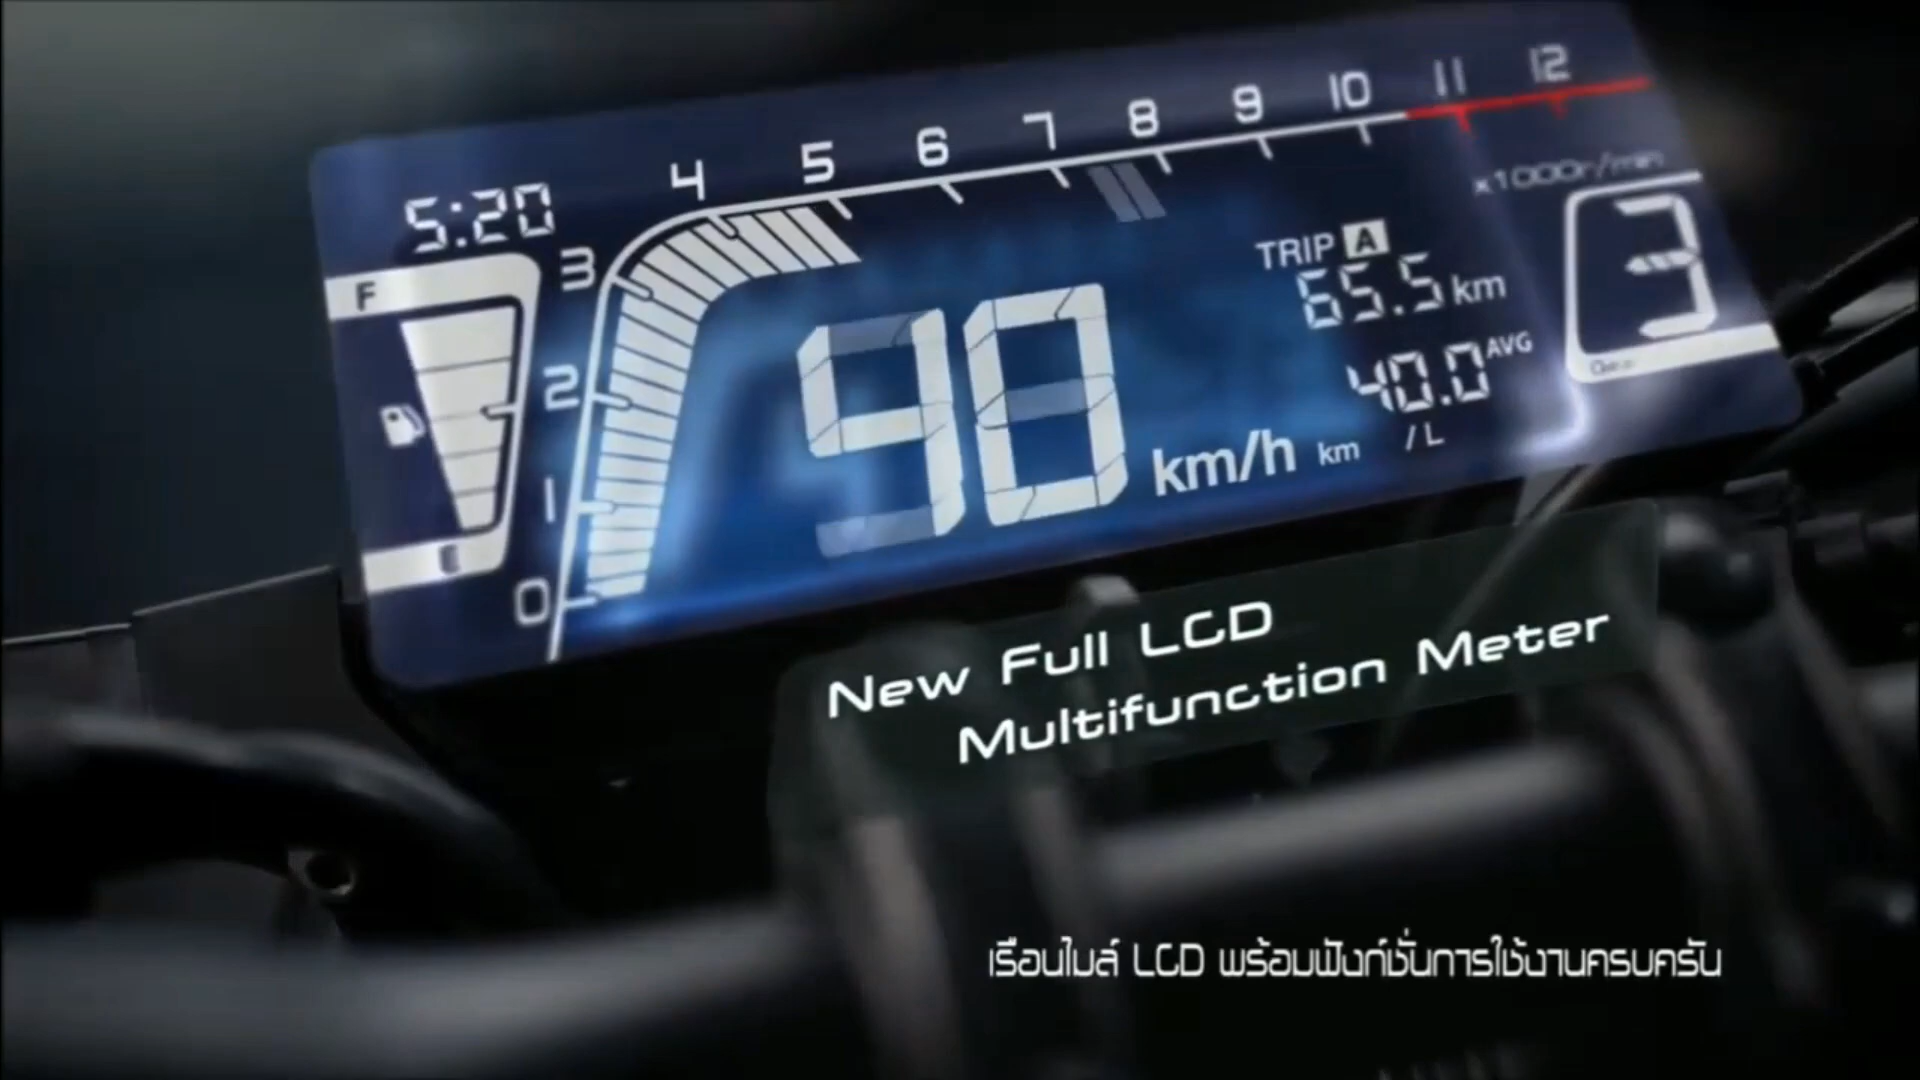 5:20
F
E
0
1
2
3
4
5
6
7
8
9
10
11
12
x1000r/min
TRIP A
65.5 km
40.0 AVG
km / L
90 km/h
3
New Full LCD
Multifunction Meter
เรือนไมล์ LCD พร้อมฟังก์ชั่นการใช้งานครบครัน